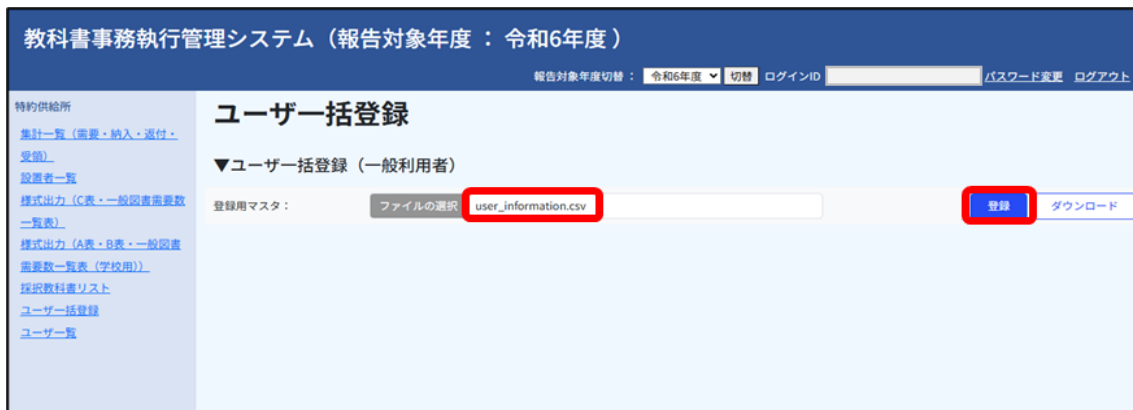 教科書事務執行管理システム（報告対象年度 ： 令和6年度 ）
報告対象年度切替 ： 令和6年度 切替 ログインID パスワード変更 ログアウト
特約供給所
集計一覧（需要・納入・返付・
受領）
設置者一覧
様式出力（C表・一般図書需要数
一覧表）
様式出力（A表・B表・一般図書
需要数一覧表（学校用））
採択教科書リスト
ユーザ一括登録
ユーザ一覧
ユーザ一括登録
▼ユーザ一括登録（一般利用者）
登録用マスタ： ファイルの選択 user_information.csv 登録 ダウンロード